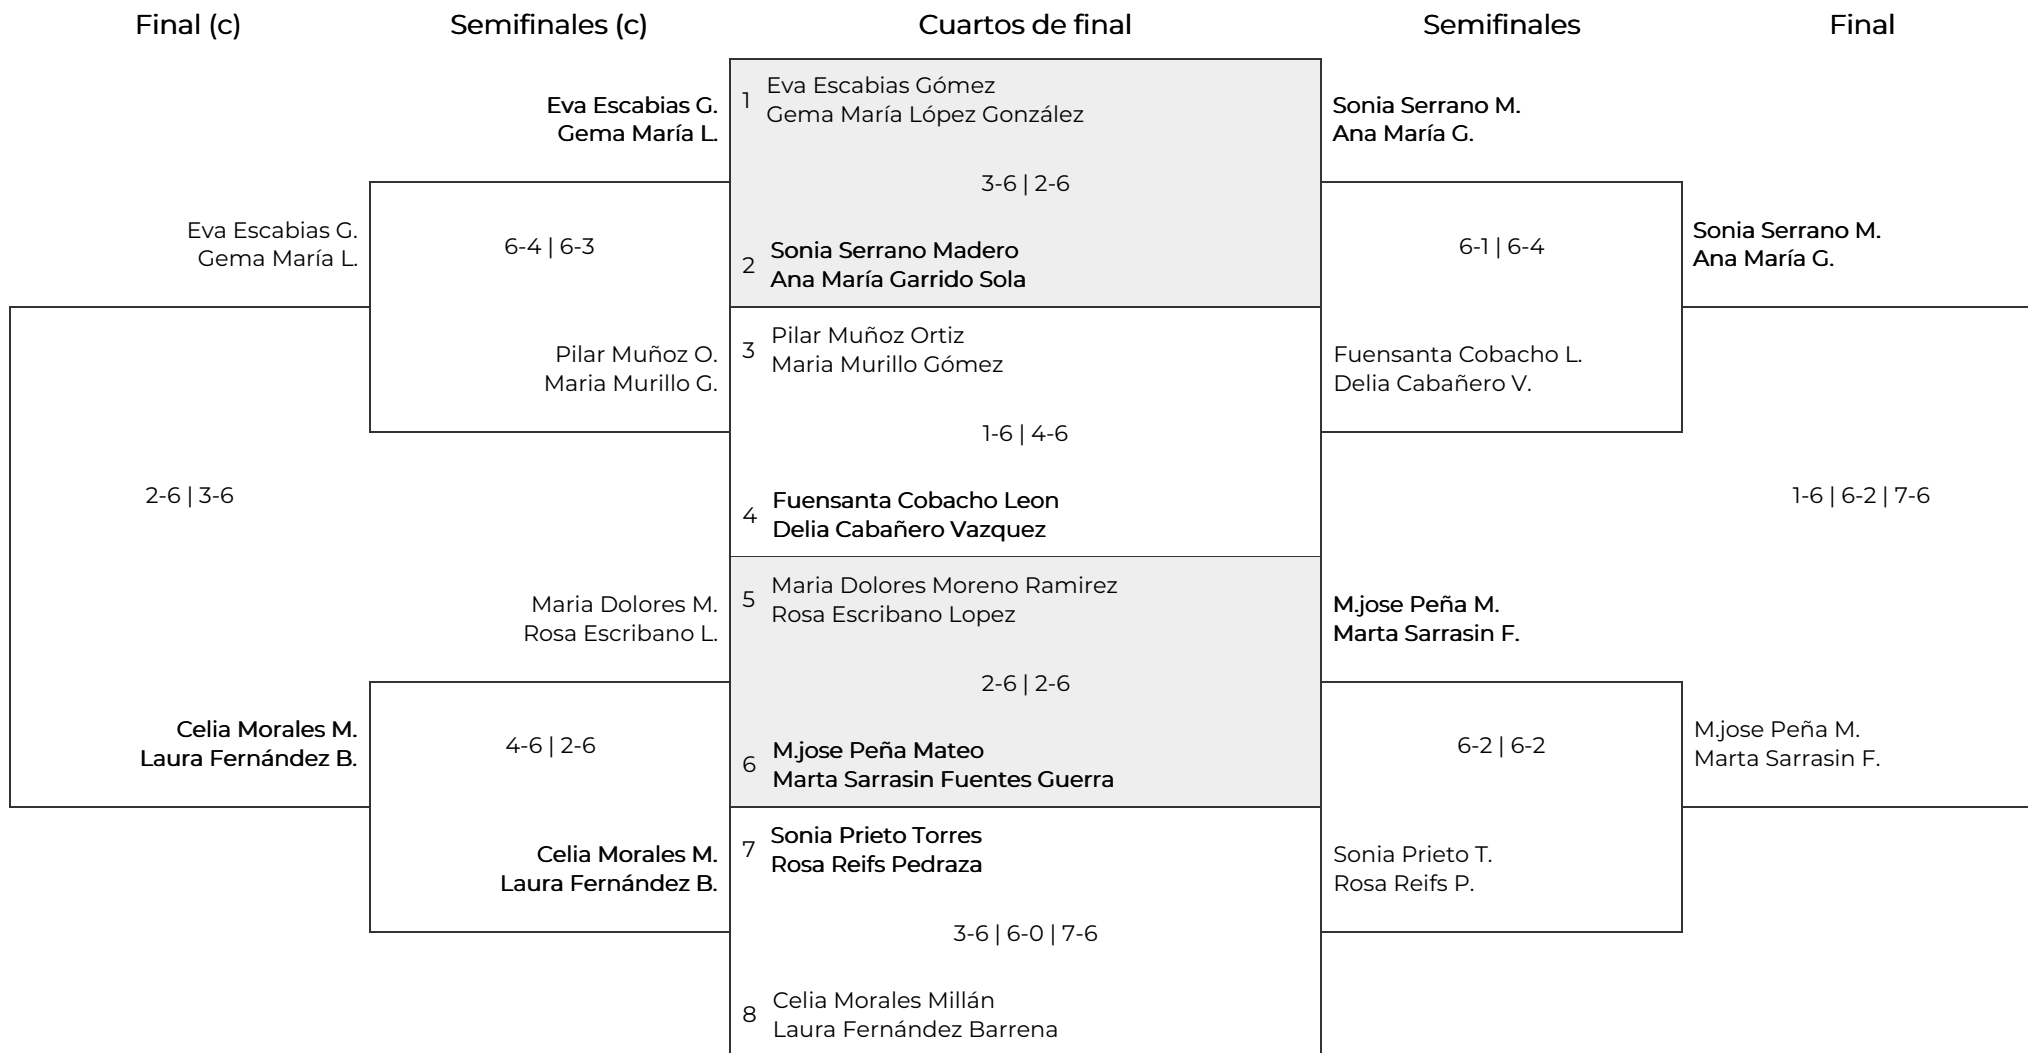 Final (c)
Semifinales (c)
Cuartos de final
Semifinales
Final
Eva Escabias G.
Gema María L.
2-6 | 3-6
Celia Morales M.
Laura Fernández B.
Eva Escabias G.
Gema María L.
6-4 | 6-3
Pilar Muñoz O.
Maria Murillo G.
Maria Dolores M.
Rosa Escribano L.
4-6 | 2-6
Celia Morales M.
Laura Fernández B.
1
Eva Escabias Gómez
Gema María López González
3-6 | 2-6
2
Sonia Serrano Madero
Ana María Garrido Sola
3
Pilar Muñoz Ortiz
Maria Murillo Gómez
1-6 | 4-6
4
Fuensanta Cobacho Leon
Delia Cabañero Vazquez
5
Maria Dolores Moreno Ramirez
Rosa Escribano Lopez
2-6 | 2-6
6
M.jose Peña Mateo
Marta Sarrasin Fuentes Guerra
7
Sonia Prieto Torres
Rosa Reifs Pedraza
3-6 | 6-0 | 7-6
8
Celia Morales Millán
Laura Fernández Barrena
Sonia Serrano M.
Ana María G.
6-1 | 6-4
Fuensanta Cobacho L.
Delia Cabañero V.
M.jose Peña M.
Marta Sarrasin F.
6-2 | 6-2
Sonia Prieto T.
Rosa Reifs P.
Sonia Serrano M.
Ana María G.
1-6 | 6-2 | 7-6
M.jose Peña M.
Marta Sarrasin F.